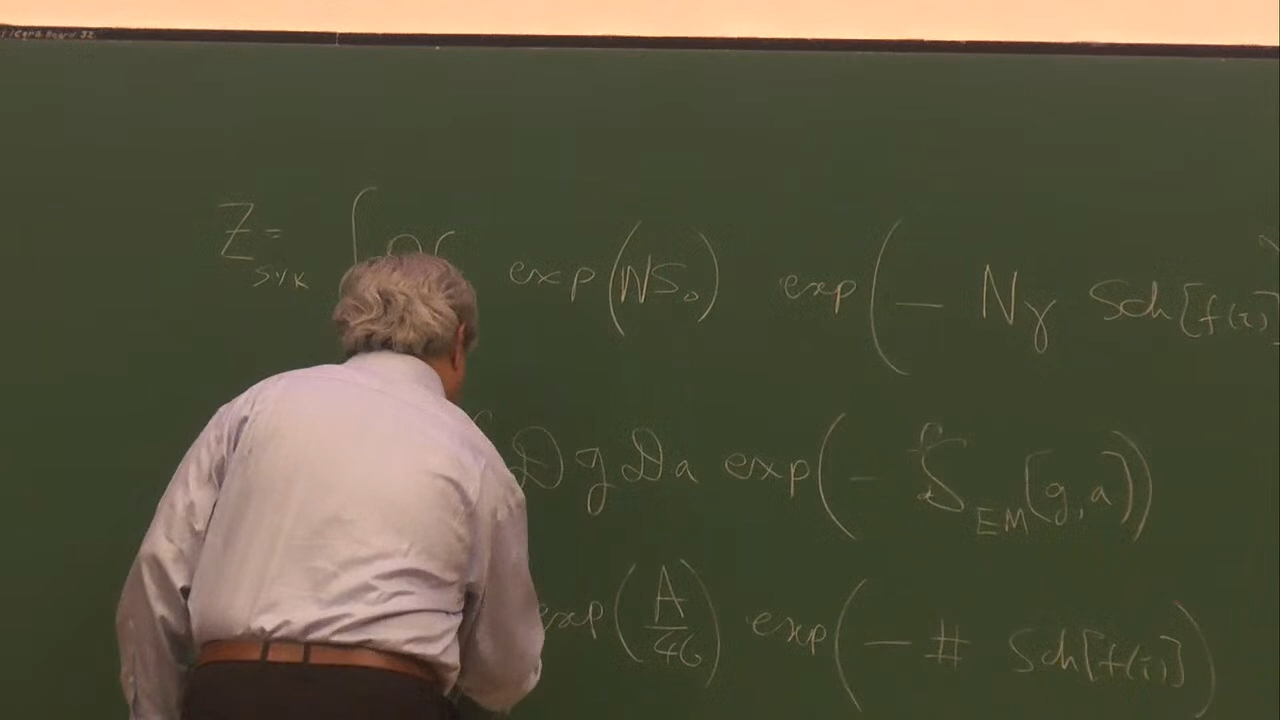 Z_SYK = ∫ exp(NS₀) exp(− Nγ Sch[f(τ)]
𝒟g 𝒟a exp(− S_EM[g,a])
exp(A/4G) exp(− # Sch[f(τ)])